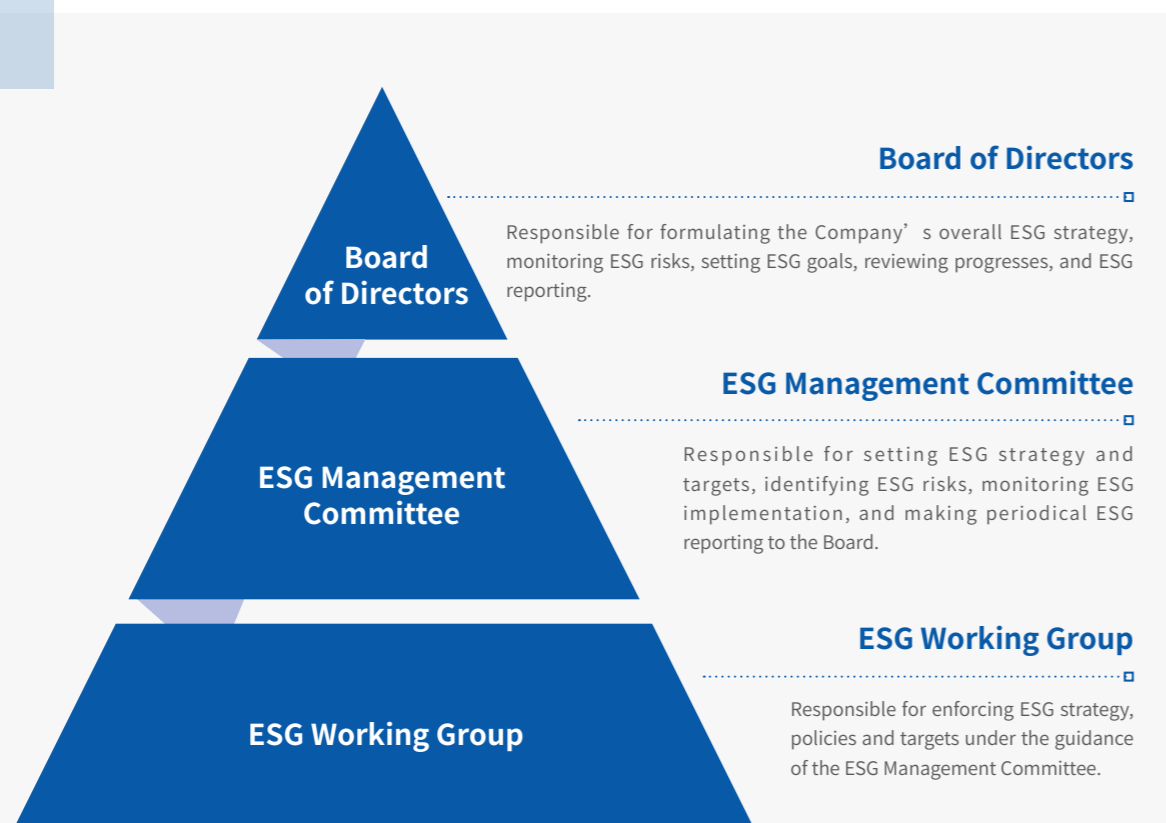 Board of Directors
Board
of Directors
Responsible for formulating the Company’s overall ESG strategy,
monitoring ESG risks, setting ESG goals, reviewing progresses, and ESG
reporting.
ESG Management Committee
ESG Management
Committee
Responsible for setting ESG strategy and
targets, identifying ESG risks, monitoring ESG
implementation, and making periodical ESG
reporting to the Board.
ESG Working Group
ESG Working Group
Responsible for enforcing ESG strategy,
policies and targets under the guidance
of the ESG Management Committee.